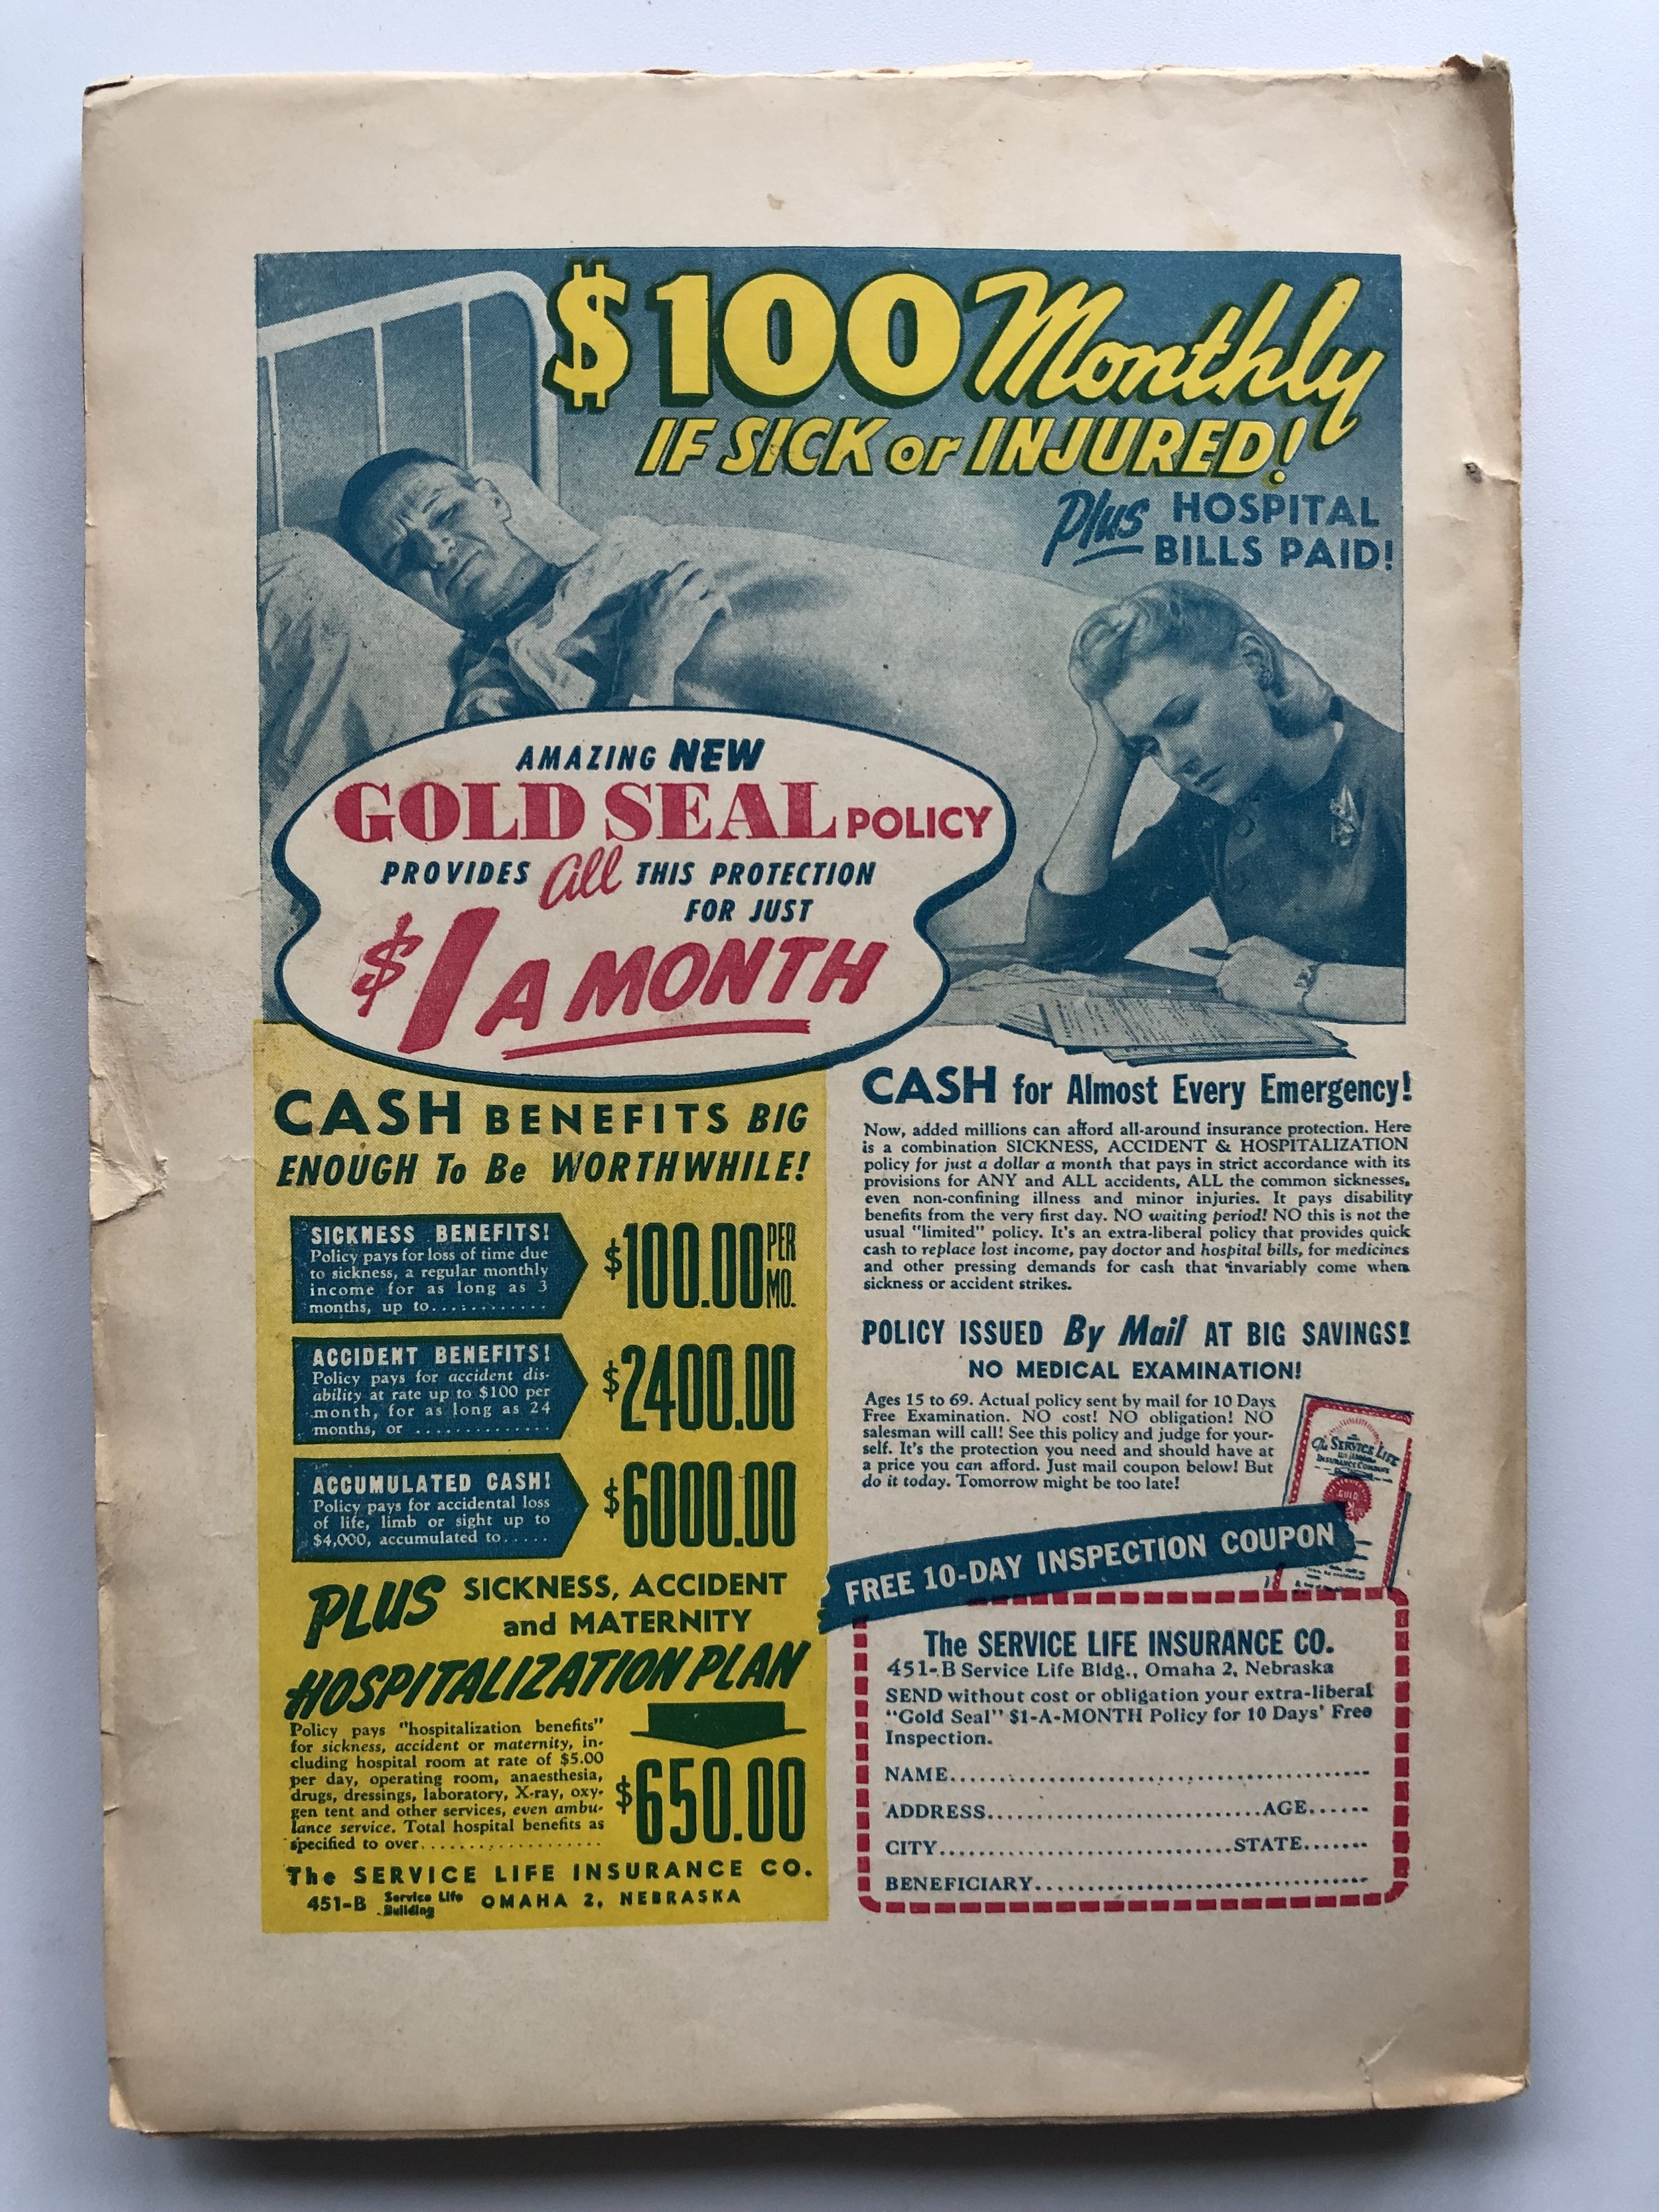 $100 Monthly
IF SICK or INJURED!
Plus HOSPITAL
BILLS PAID!
AMAZING NEW
GOLD SEAL POLICY
PROVIDES all THIS PROTECTION
FOR JUST
$1 A MONTH
CASH BENEFITS BIG
ENOUGH To Be WORTHWHILE!
SICKNESS BENEFITS!
Policy pays for loss of time due
to sickness, a regular monthly
income for as long as 3
months, up to............
$100.00 PER MO.
ACCIDENT BENEFITS!
Policy pays for accident dis-
ability at rate up to $100 per
month, for as long as 24
months, or ..............
$2400.00
ACCUMULATED CASH!
Policy pays for accidental loss
of life, limb or sight up to
$4,000, accumulated to.....
$6000.00
PLUS SICKNESS, ACCIDENT
and MATERNITY
HOSPITALIZATION PLAN
Policy pays "hospitalization benefits"
for sickness, accident or maternity, in-
cluding hospital room at rate of $5.00
per day, operating room, anaesthesia,
drugs, dressings, laboratory, X-ray, oxy-
gen tent and other services, even ambu-
lance service. Total hospital benefits as
specified to over...................
$650.00
The SERVICE LIFE INSURANCE CO.
451-B Service Life Building OMAHA 2, NEBRASKA
CASH for Almost Every Emergency!
Now, added millions can afford all-around insurance protection. Here
is a combination SICKNESS, ACCIDENT & HOSPITALIZATION
policy for just a dollar a month that pays in strict accordance with its
provisions for ANY and ALL accidents, ALL the common sicknesses,
even non-confining illness and minor injuries. It pays disability
benefits from the very first day. NO waiting period! NO this is not the
usual "limited" policy. It's an extra-liberal policy that provides quick
cash to replace lost income, pay doctor and hospital bills, for medicines
and other pressing demands for cash that invariably come when
sickness or accident strikes.
POLICY ISSUED By Mail AT BIG SAVINGS!
NO MEDICAL EXAMINATION!
Ages 15 to 69. Actual policy sent by mail for 10 Days
Free Examination. NO cost! NO obligation! NO
salesman will call! See this policy and judge for your-
self. It's the protection you need and should have at
a price you can afford. Just mail coupon below! But
do it today. Tomorrow might be too late!
The SERVICE LIFE
INSURANCE COMPANY
GOLD
FREE 10-DAY INSPECTION COUPON
The SERVICE LIFE INSURANCE CO.
451-B Service Life Bldg., Omaha 2, Nebraska
SEND without cost or obligation your extra-liberal
"Gold Seal" $1-A-MONTH Policy for 10 Days' Free
Inspection.
NAME.............................................
ADDRESS.............................AGE......
CITY................................STATE.......
BENEFICIARY...................................